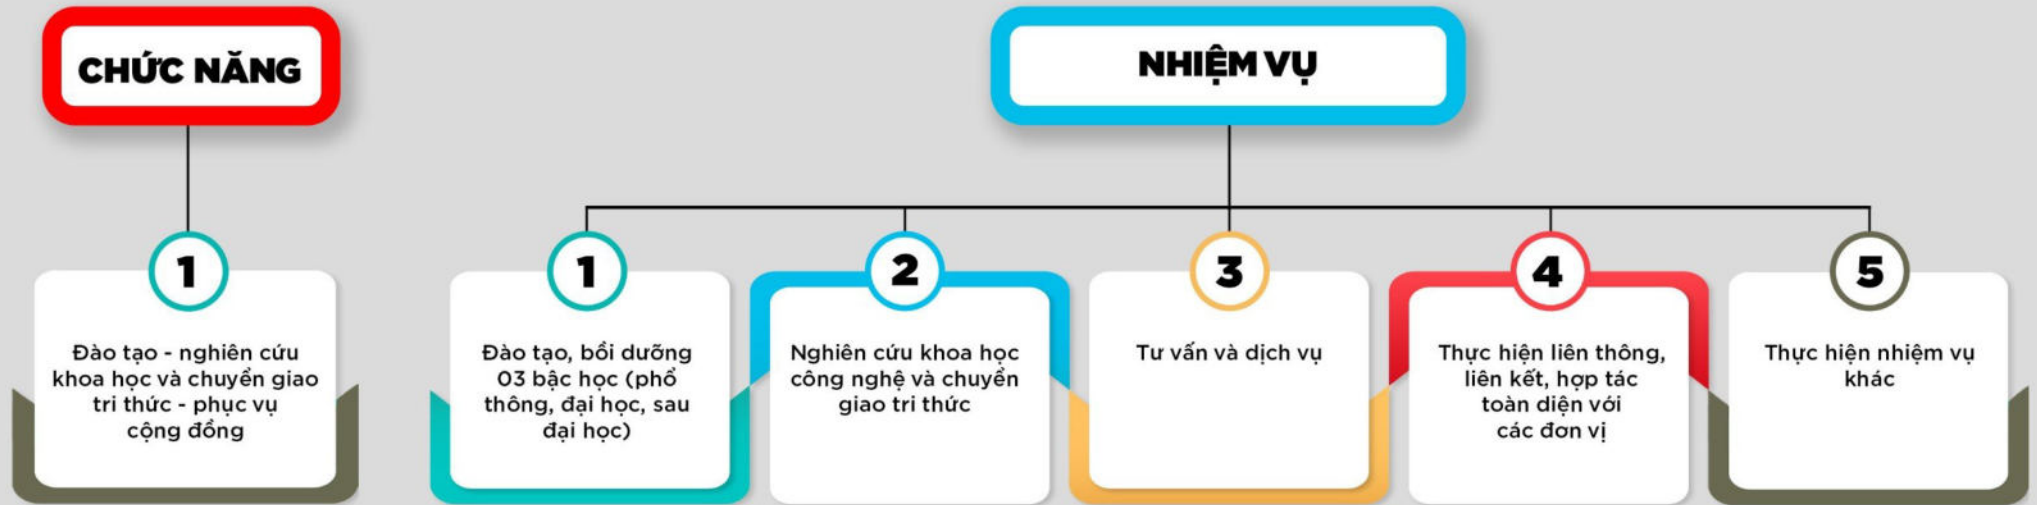 CHỨC NĂNG
1
Đào tạo - nghiên cứu
khoa học và chuyển giao
tri thức - phục vụ
cộng đồng
NHIỆM VỤ
1
Đào tạo, bồi dưỡng
03 bậc học (phổ
thông, đại học, sau
đại học)
2
Nghiên cứu khoa học
công nghệ và chuyển
giao tri thức
3
Tư vấn và dịch vụ
4
Thực hiện liên thông,
liên kết, hợp tác
toàn diện với
các đơn vị
5
Thực hiện nhiệm vụ
khác